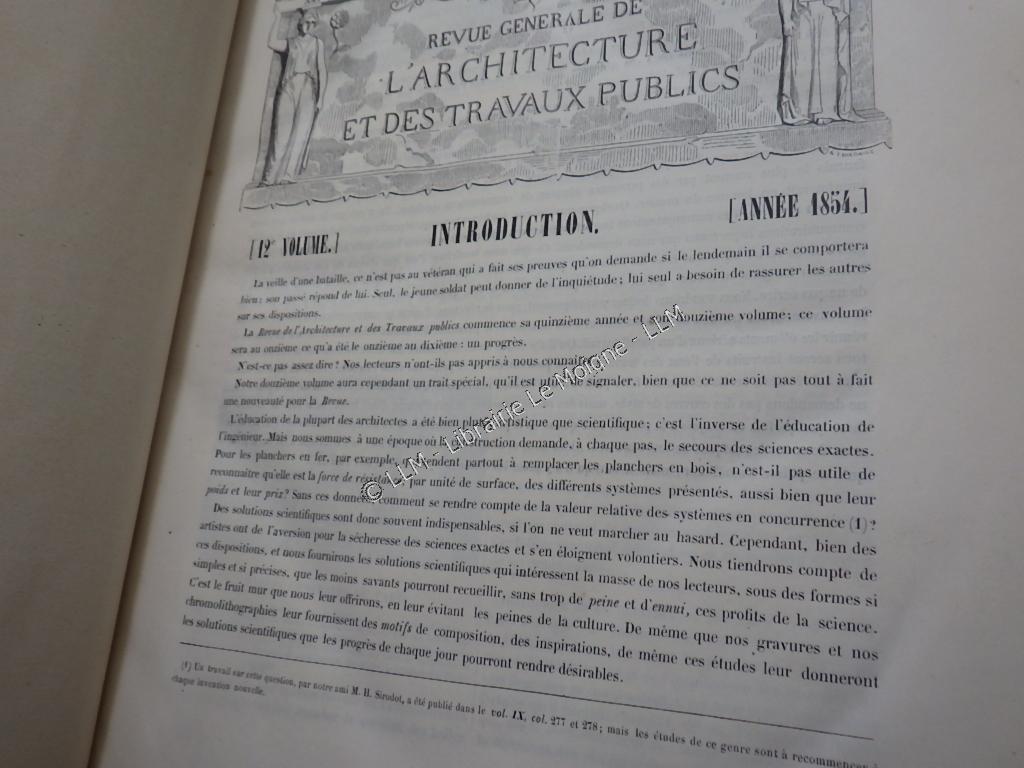 REVUE GENERALE DE
L'ARCHITECTURE
ET DES TRAVAUX PUBLICS
[12e VOLUME.] INTRODUCTION. [ANNÉE 1854.]
La veille d'une bataille, ce n'est pas au vétéran qui a fait ses preuves qu'on demande si le lendemain il se comportera
bien; son passé répond de lui. Seul, le jeune soldat peut donner de l'inquiétude; lui seul a besoin de rassurer les autres
sur ses dispositions.
La Revue de l'Architecture et des Travaux publics commence sa quinzième année et son douzième volume; ce volume
sera au onzième ce qu'a été le onzième au dixième : un progrès.
N'est-ce pas assez dire? Nos lecteurs n'ont-ils pas appris à nous connaître?
Notre douzième volume aura cependant un trait spécial, qu'il est utile de signaler, bien que ce ne soit pas tout à fait
une nouveauté pour la Revue.
L'éducation de la plupart des architectes a été bien plus artistique que scientifique; c'est l'inverse de l'éducation de
l'ingénieur. Mais nous sommes à une époque où la construction demande, à chaque pas, le secours des sciences exactes.
Pour les planchers en fer, par exemple, qui tendent partout à remplacer les planchers en bois, n'est-il pas utile de
reconnaître qu'elle est la force de résistance, par unité de surface, des différents systèmes présentés, aussi bien que leur
poids et leur prix? Sans ces données, comment se rendre compte de la valeur relative des systèmes en concurrence (1)?
Des solutions scientifiques sont donc souvent indispensables, si l'on ne veut marcher au hasard. Cependant, bien des
artistes ont de l'aversion pour la sécheresse des sciences exactes et s'en éloignent volontiers. Nous tiendrons compte de
ces dispositions, et nous fournirons les solutions scientifiques qui intéressent la masse de nos lecteurs, sous des formes si
simples et si précises, que les moins savants pourront recueillir, sans trop de peine et d'ennui, ces profits de la science.
C'est le fruit mur que nous leur offrirons, en leur évitant les peines de la culture. De même que nos gravures et nos
chromolithographies leur fournissent des motifs de composition, des inspirations, de même ces études leur donneront
les solutions scientifiques que les progrès de chaque jour pourront rendre désirables.
(1) Un travail sur cette question, par notre ami M. H. Sirodot, a été publié dans le vol. IX, col. 277 et 278; mais les études de ce genre sont à recommencer à
chaque invention nouvelle.
© LLM - Librairie Le Moigne - LLM